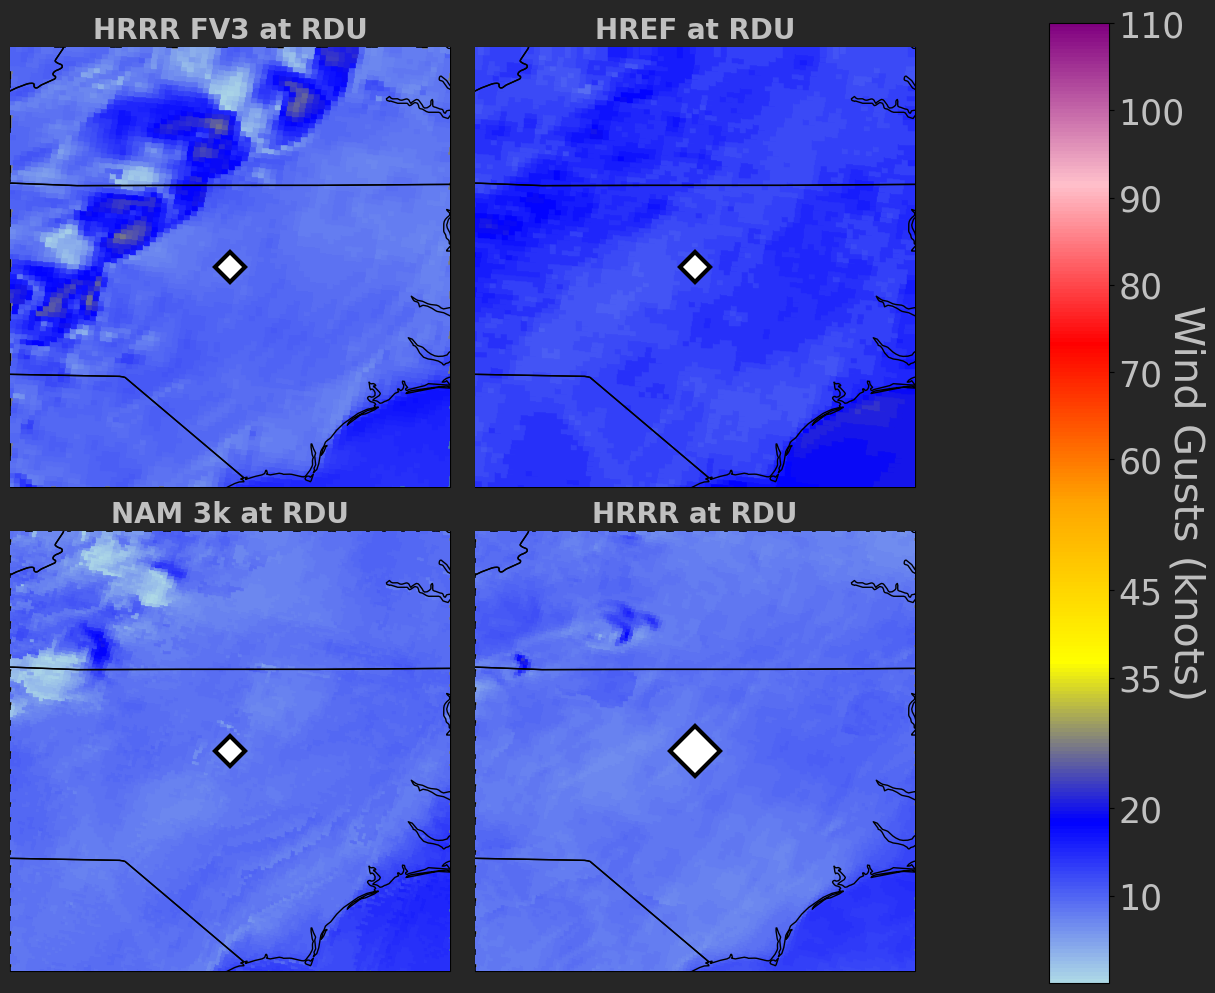 HRRR FV3 at RDU
HREF at RDU
NAM 3k at RDU
HRRR at RDU
110
100
90
80
70
60
45
35
20
10
Wind Gusts (knots)